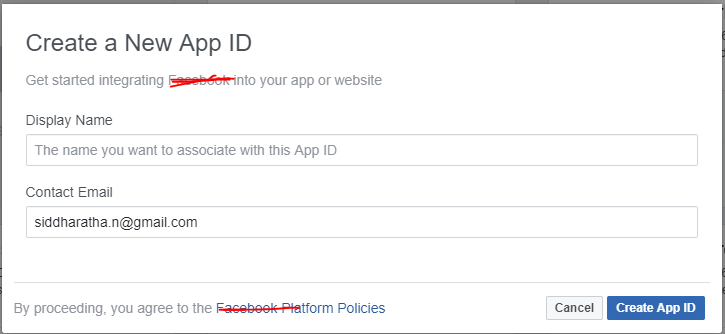 Create a New App ID
Get started integrating Facebook into your app or website
Display Name
The name you want to associate with this App ID
Contact Email
siddharatha.n@gmail.com
By proceeding, you agree to the Facebook Platform Policies
Cancel
Create App ID